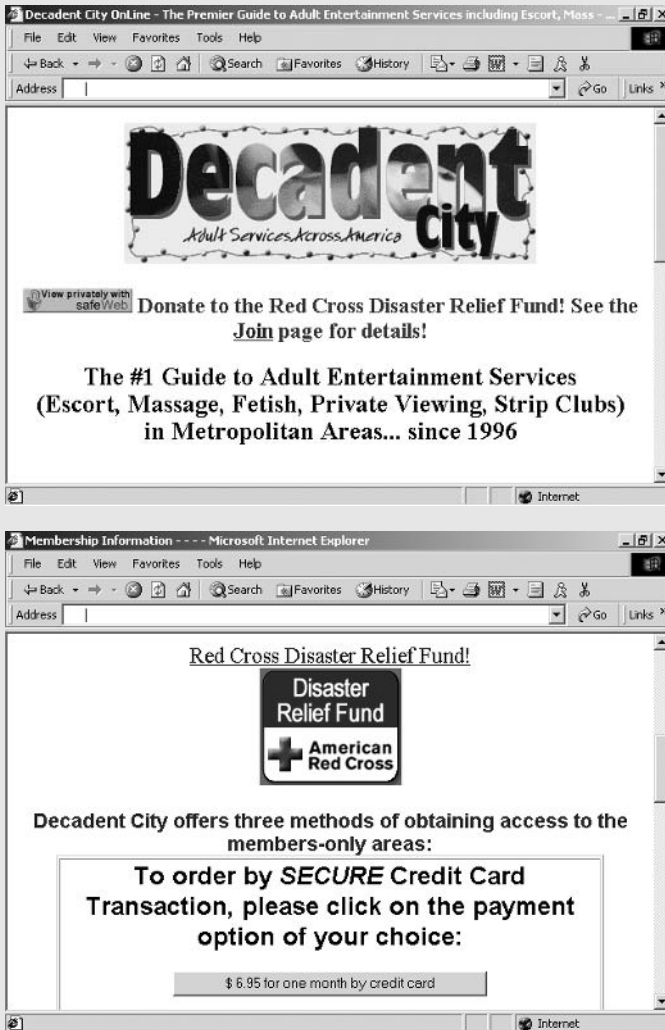 Decadent City OnLine - The Premier Guide to Adult Entertainment Services including Escort, Mass - ...
File Edit View Favorites Tools Help
Back Search Favorites History
Address Go Links »
Decadent
City
Adult Services Across America
View privately with
safeWeb
Donate to the Red Cross Disaster Relief Fund! See the
Join page for details!
The #1 Guide to Adult Entertainment Services
(Escort, Massage, Fetish, Private Viewing, Strip Clubs)
in Metropolitan Areas... since 1996
Internet
Membership Information - - - - Microsoft Internet Explorer
File Edit View Favorites Tools Help
Back Search Favorites History
Address Go Links »
Red Cross Disaster Relief Fund!
Disaster
Relief Fund
American
Red Cross
Decadent City offers three methods of obtaining access to the
members-only areas:
To order by SECURE Credit Card
Transaction, please click on the payment
option of your choice:
$ 6.95 for one month by credit card
Internet